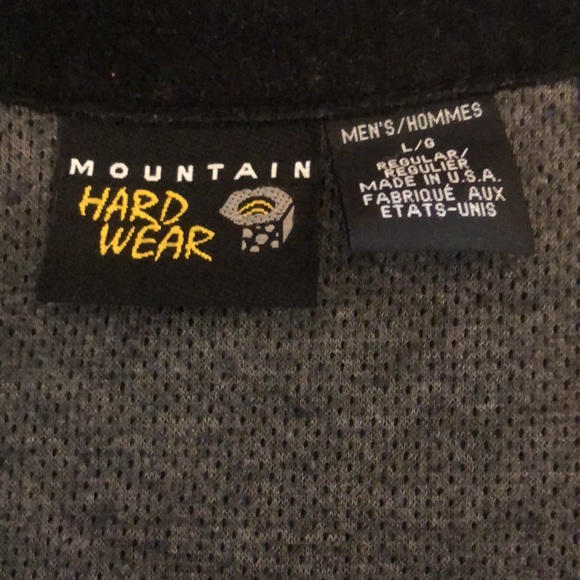 MOUNTAIN
HARD
WEAR
MEN'S/HOMMES
L/G
REGULAR/
REGULIER
MADE IN U.S.A.
FABRIQUÉ AUX
ETATS-UNIS